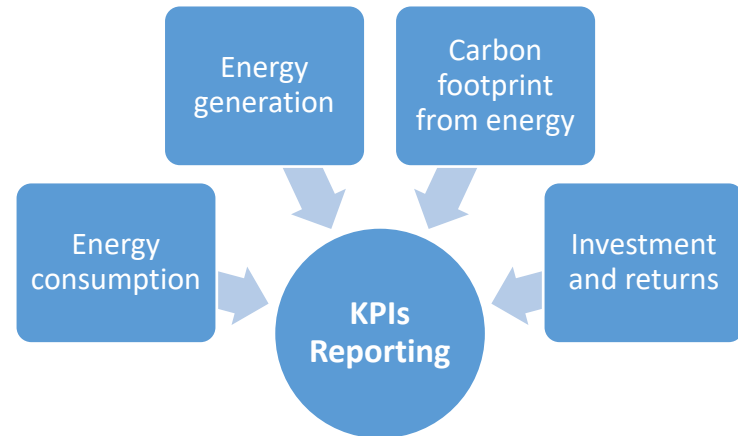 Energy
generation
Carbon
footprint
from energy
Energy
consumption
Investment
and returns
KPIs
Reporting